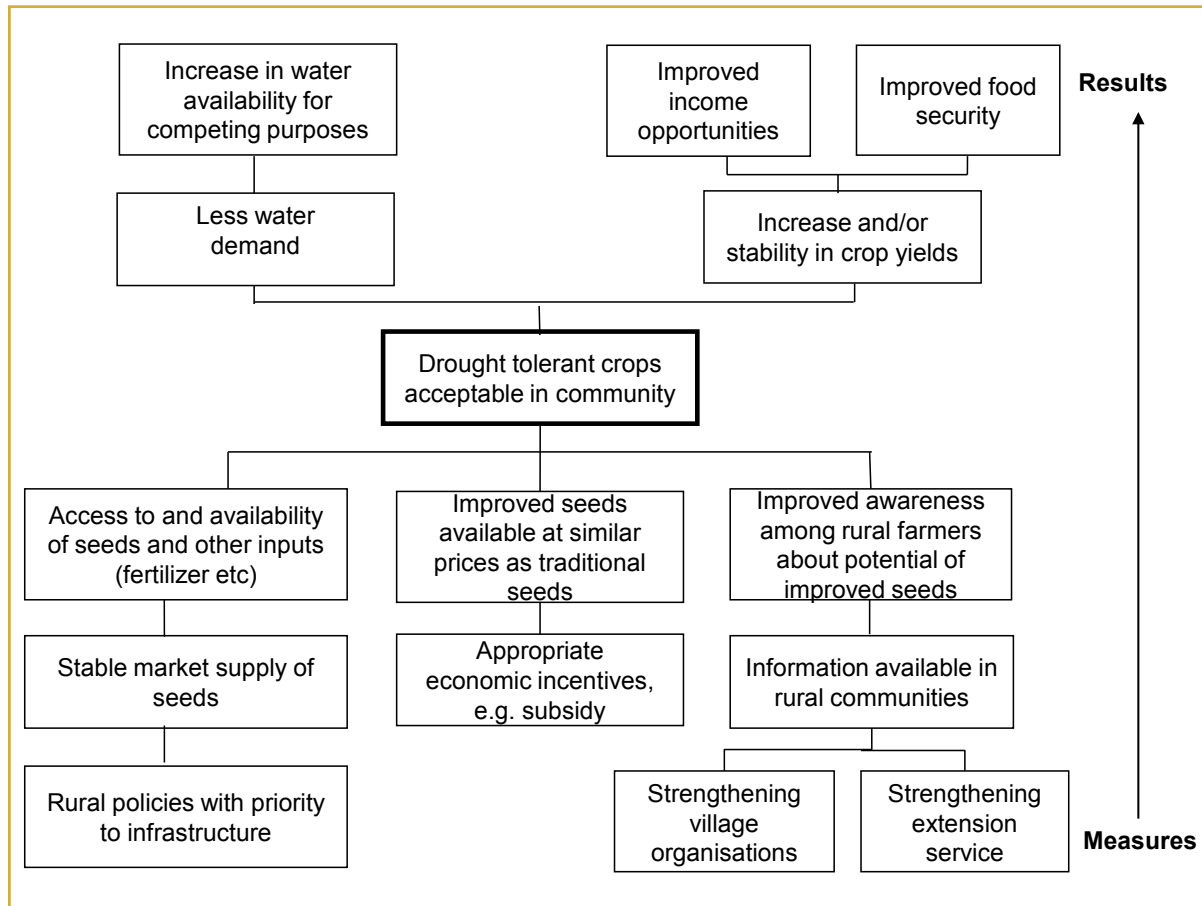 Increase in water
availability for
competing purposes
Improved
income
opportunities
Improved food
security
Results
Less water
demand
Increase and/or
stability in crop yields
Drought tolerant crops
acceptable in community
Access to and availability
of seeds and other inputs
(fertilizer etc)
Improved seeds
available at similar
prices as traditional
seeds
Improved awareness
among rural farmers
about potential of
improved seeds
Stable market supply of
seeds
Appropriate
economic incentives,
e.g. subsidy
Information available in
rural communities
Rural policies with priority
to infrastructure
Strengthening
village
organisations
Strengthening
extension
service
Measures